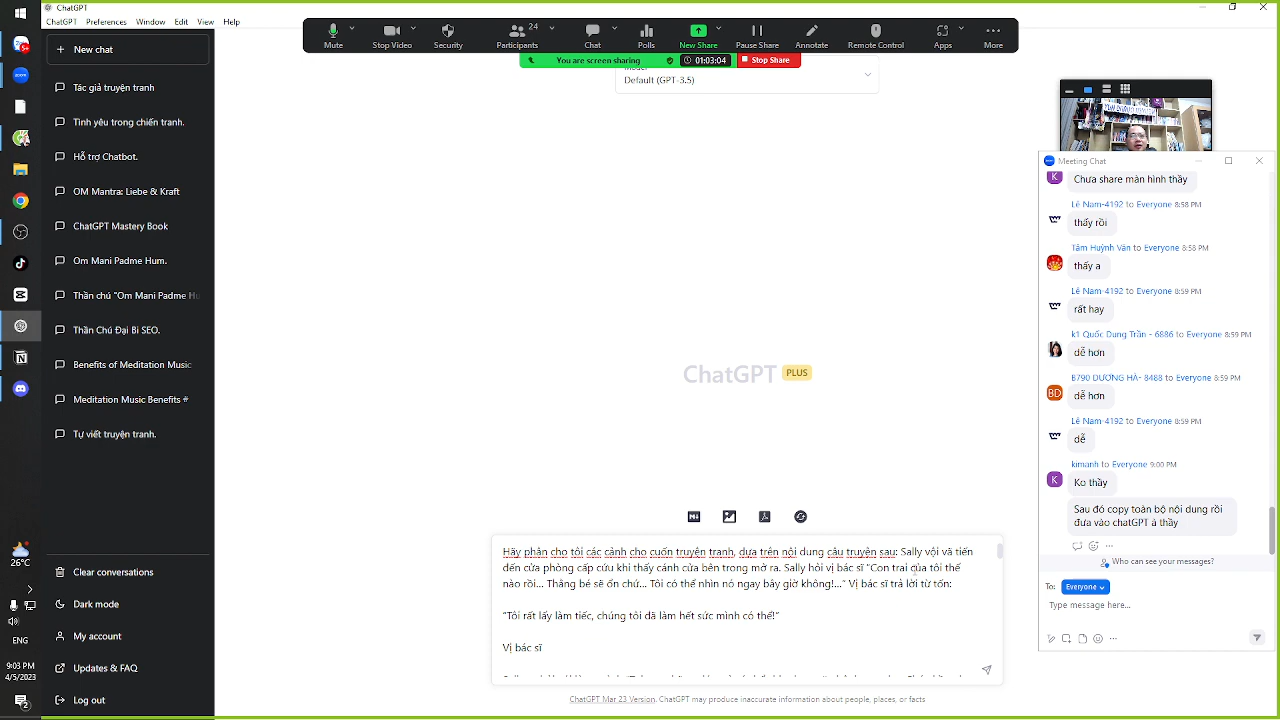 ChatGPT
ChatGPT Preferences Window Edit View Help
New chat
Tác giả truyện tranh
Tình yêu trong chiến tranh.
Hỗ trợ Chatbot.
OM Mantra: Liebe & Kraft
ChatGPT Mastery Book
Om Mani Padme Hum.
Thần chú "Om Mani Padme Hu
Thần Chú Đại Bi SEO.
Benefits of Meditation Music
Meditation Music Benefits #
Tự viết truyện tranh.
Clear conversations
Dark mode
My account
Updates & FAQ
Log out
26°C
ENG
9:03 PM
4/5/2023
Mute
Stop Video
Security
24
Participants
Chat
Polls
New Share
Pause Share
Annotate
Remote Control
Apps
More
You are screen sharing
01:03:04
Stop Share
Model
Default (GPT-3.5)
ChatGPT PLUS
Hãy phân cho tôi các cảnh cho cuốn truyện tranh, dựa trên nội dung câu truyện sau: Sally vội vã tiến
đến cửa phòng cấp cứu khi thấy cánh cửa bên trong mở ra. Sally hỏi vị bác sĩ "Con trai qủa tôi thế
nào rồi... Thằng bé sẽ ổn chứ... Tôi có thể nhìn nó ngay bây giờ không!..." Vị bác sĩ trả lời từ tốn:
"Tôi rất lấy làm tiếc, chúng tôi đã làm hết sức mình có thể!"
Vị bác sĩ
ChatGPT Mar 23 Version. ChatGPT may produce inaccurate information about people, places, or facts
Meeting Chat
K
Chưa share màn hình thầy
Lê Nam-4192 to Everyone 8:58 PM
thấy rồi
Tâm Huỳnh Văn to Everyone 8:58 PM
thấy a
Lê Nam-4192 to Everyone 8:59 PM
rất hay
k1 Quốc Dung Trần - 6886 to Everyone 8:59 PM
dễ hơn
B790 DƯƠNG HÀ- 8488 to Everyone 8:59 PM
BD
dễ hơn
Lê Nam-4192 to Everyone 8:59 PM
dễ
kimanh to Everyone 9:00 PM
K
Ko thầy
Sau đó copy toàn bộ nội dung rồi
đưa vào chatGPT à thầy
Who can see your messages?
To: Everyone
Type message here...